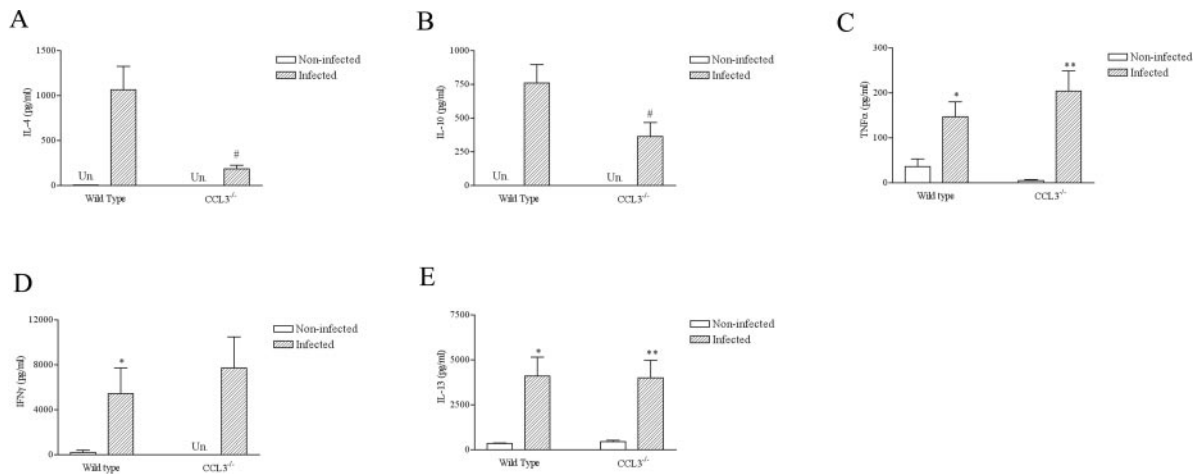 A
1500
1000
500
0
IL-4 (pg/ml)
Un.
Un.
#
Wild Type
CCL3-/-
Non-infected
Infected
B
1000
750
500
250
0
IL-10 (pg/ml)
Un.
Un.
#
Wild Type
CCL3-/-
Non-infected
Infected
C
300
200
100
0
TNFα (pg/ml)
*
**
Wild type
CCL3-/-
Non-infected
Infected
D
12000
8000
4000
0
IFNγ (pg/ml)
*
Un.
Wild type
CCL3-/-
Non-infected
Infected
E
7500
5000
2500
0
IL-13 (pg/ml)
*
**
Wild Type
CCL3-/-
Non-infected
Infected